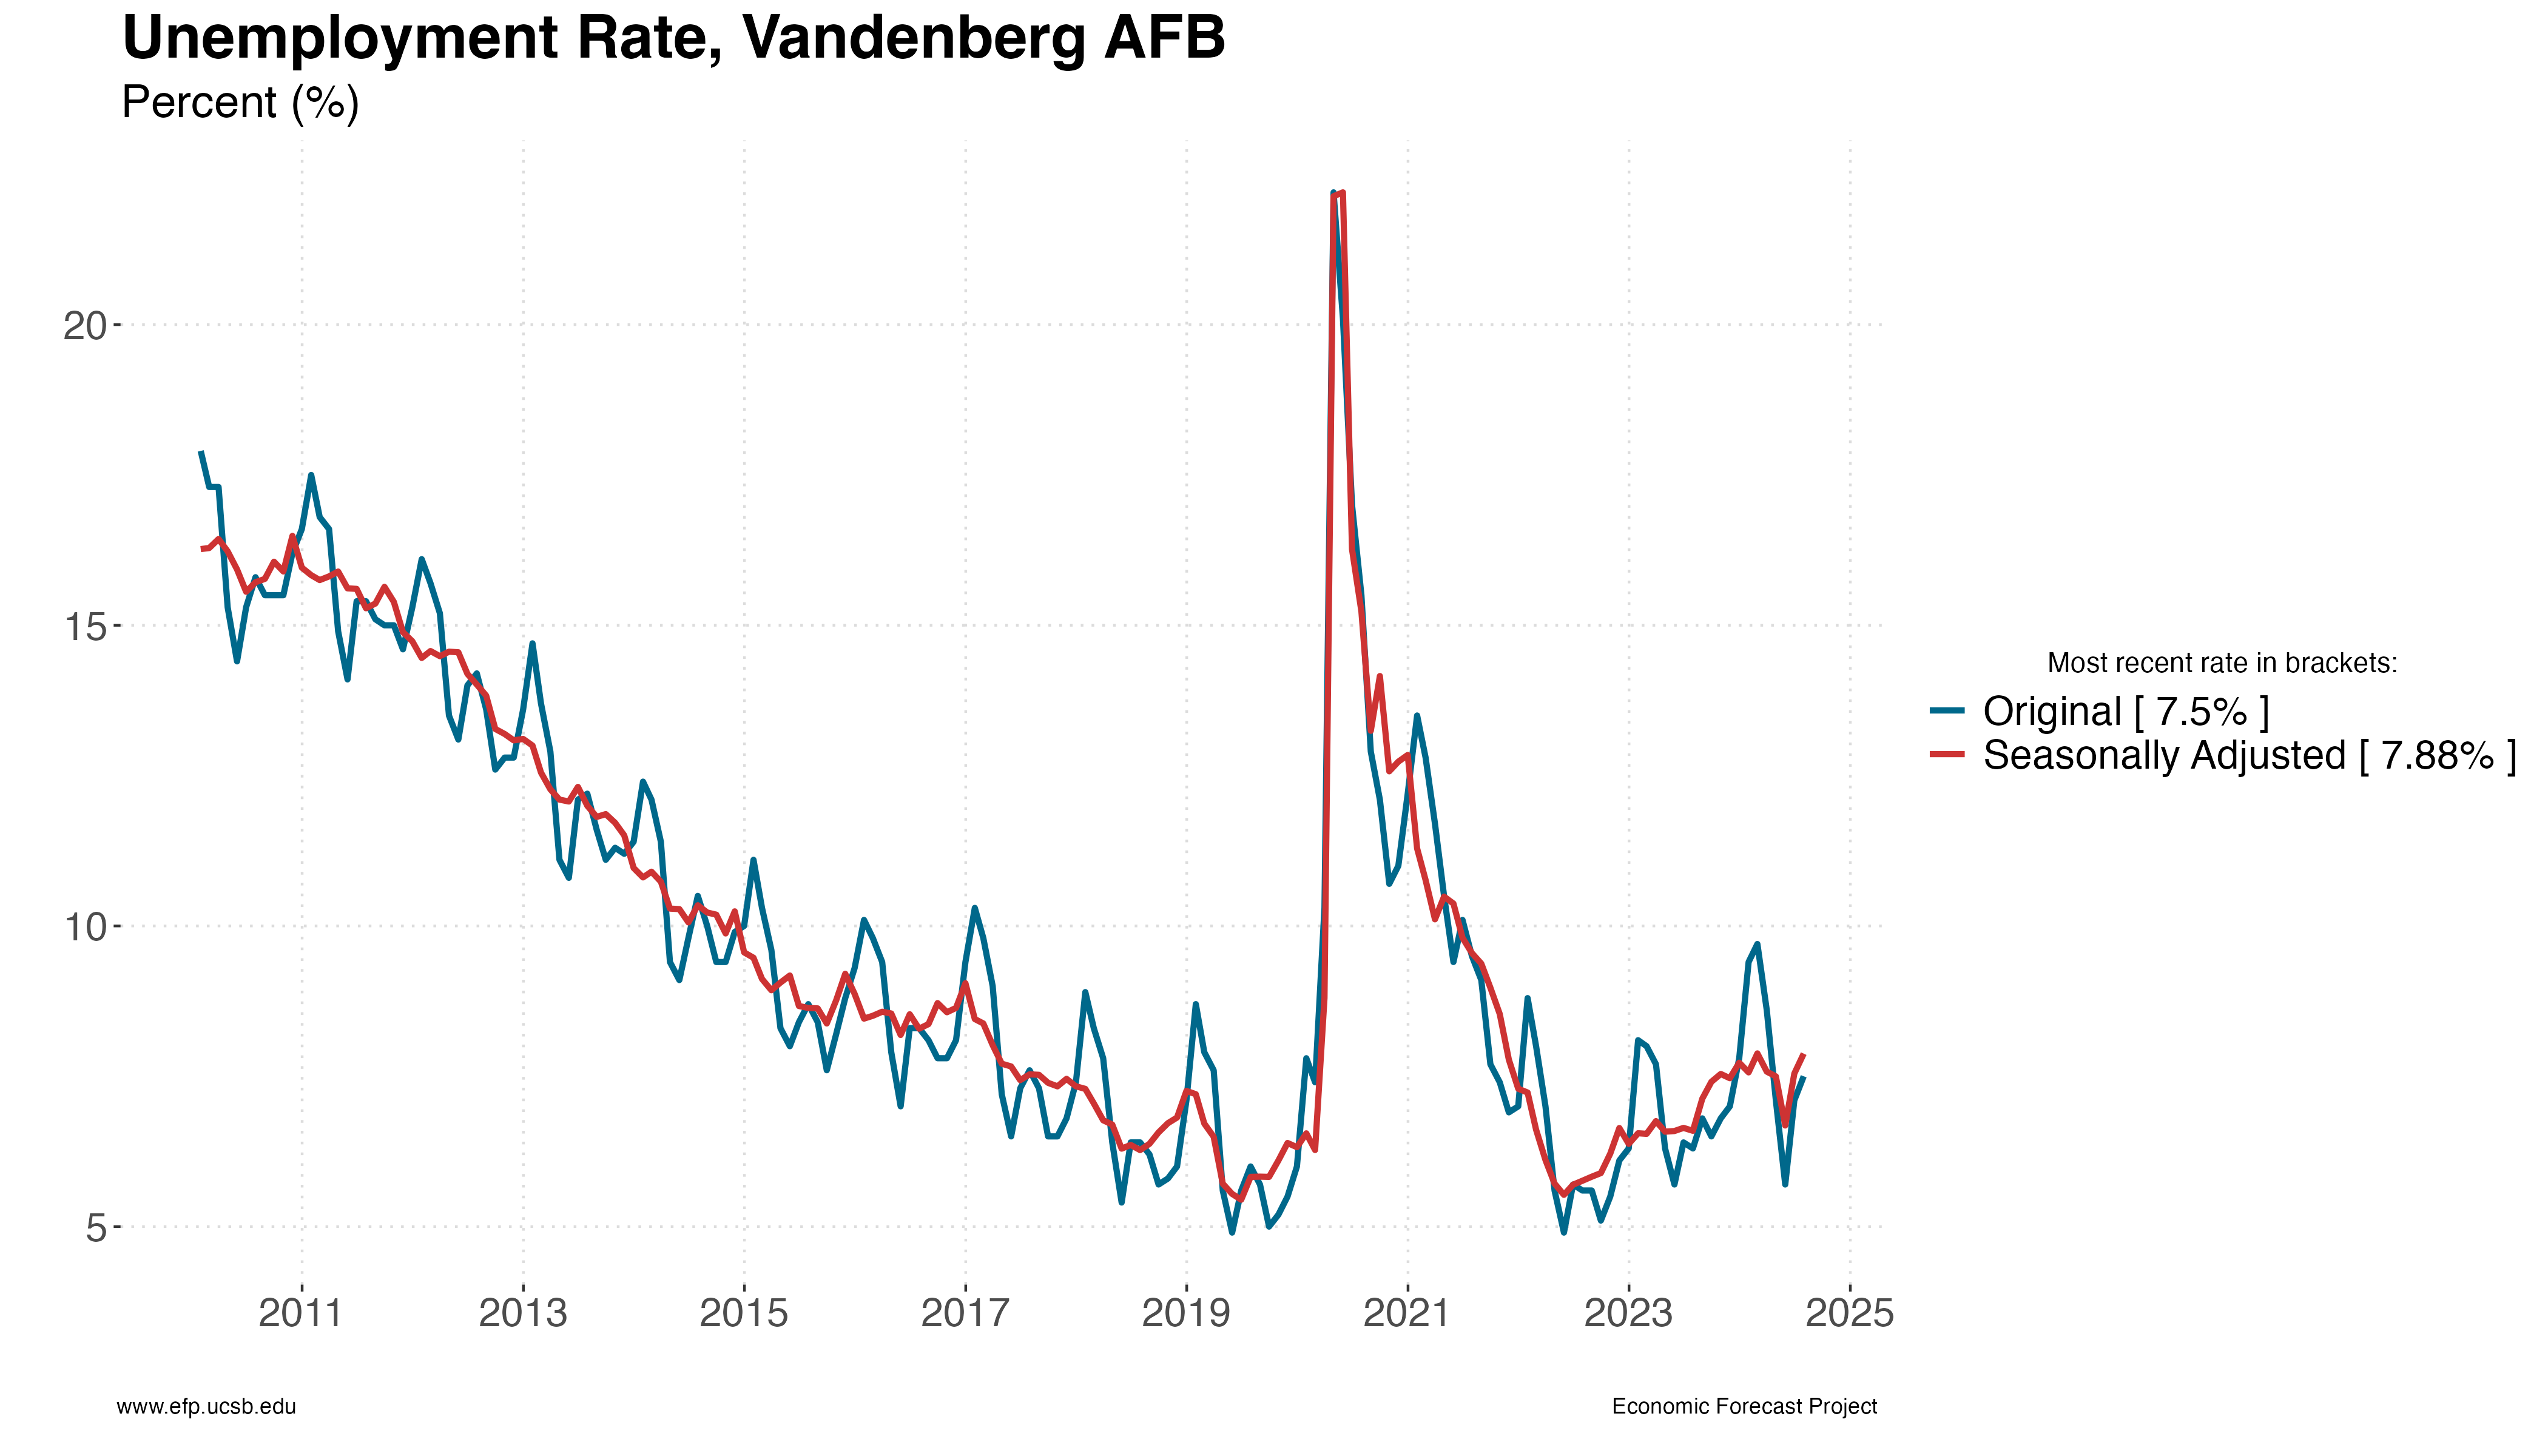 Unemployment Rate, Vandenberg AFB
Percent (%)
20
15
10
5
2011 2013 2015 2017 2019 2021 2023 2025
Most recent rate in brackets:
Original [ 7.5% ]
Seasonally Adjusted [ 7.88% ]
www.efp.ucsb.edu
Economic Forecast Project